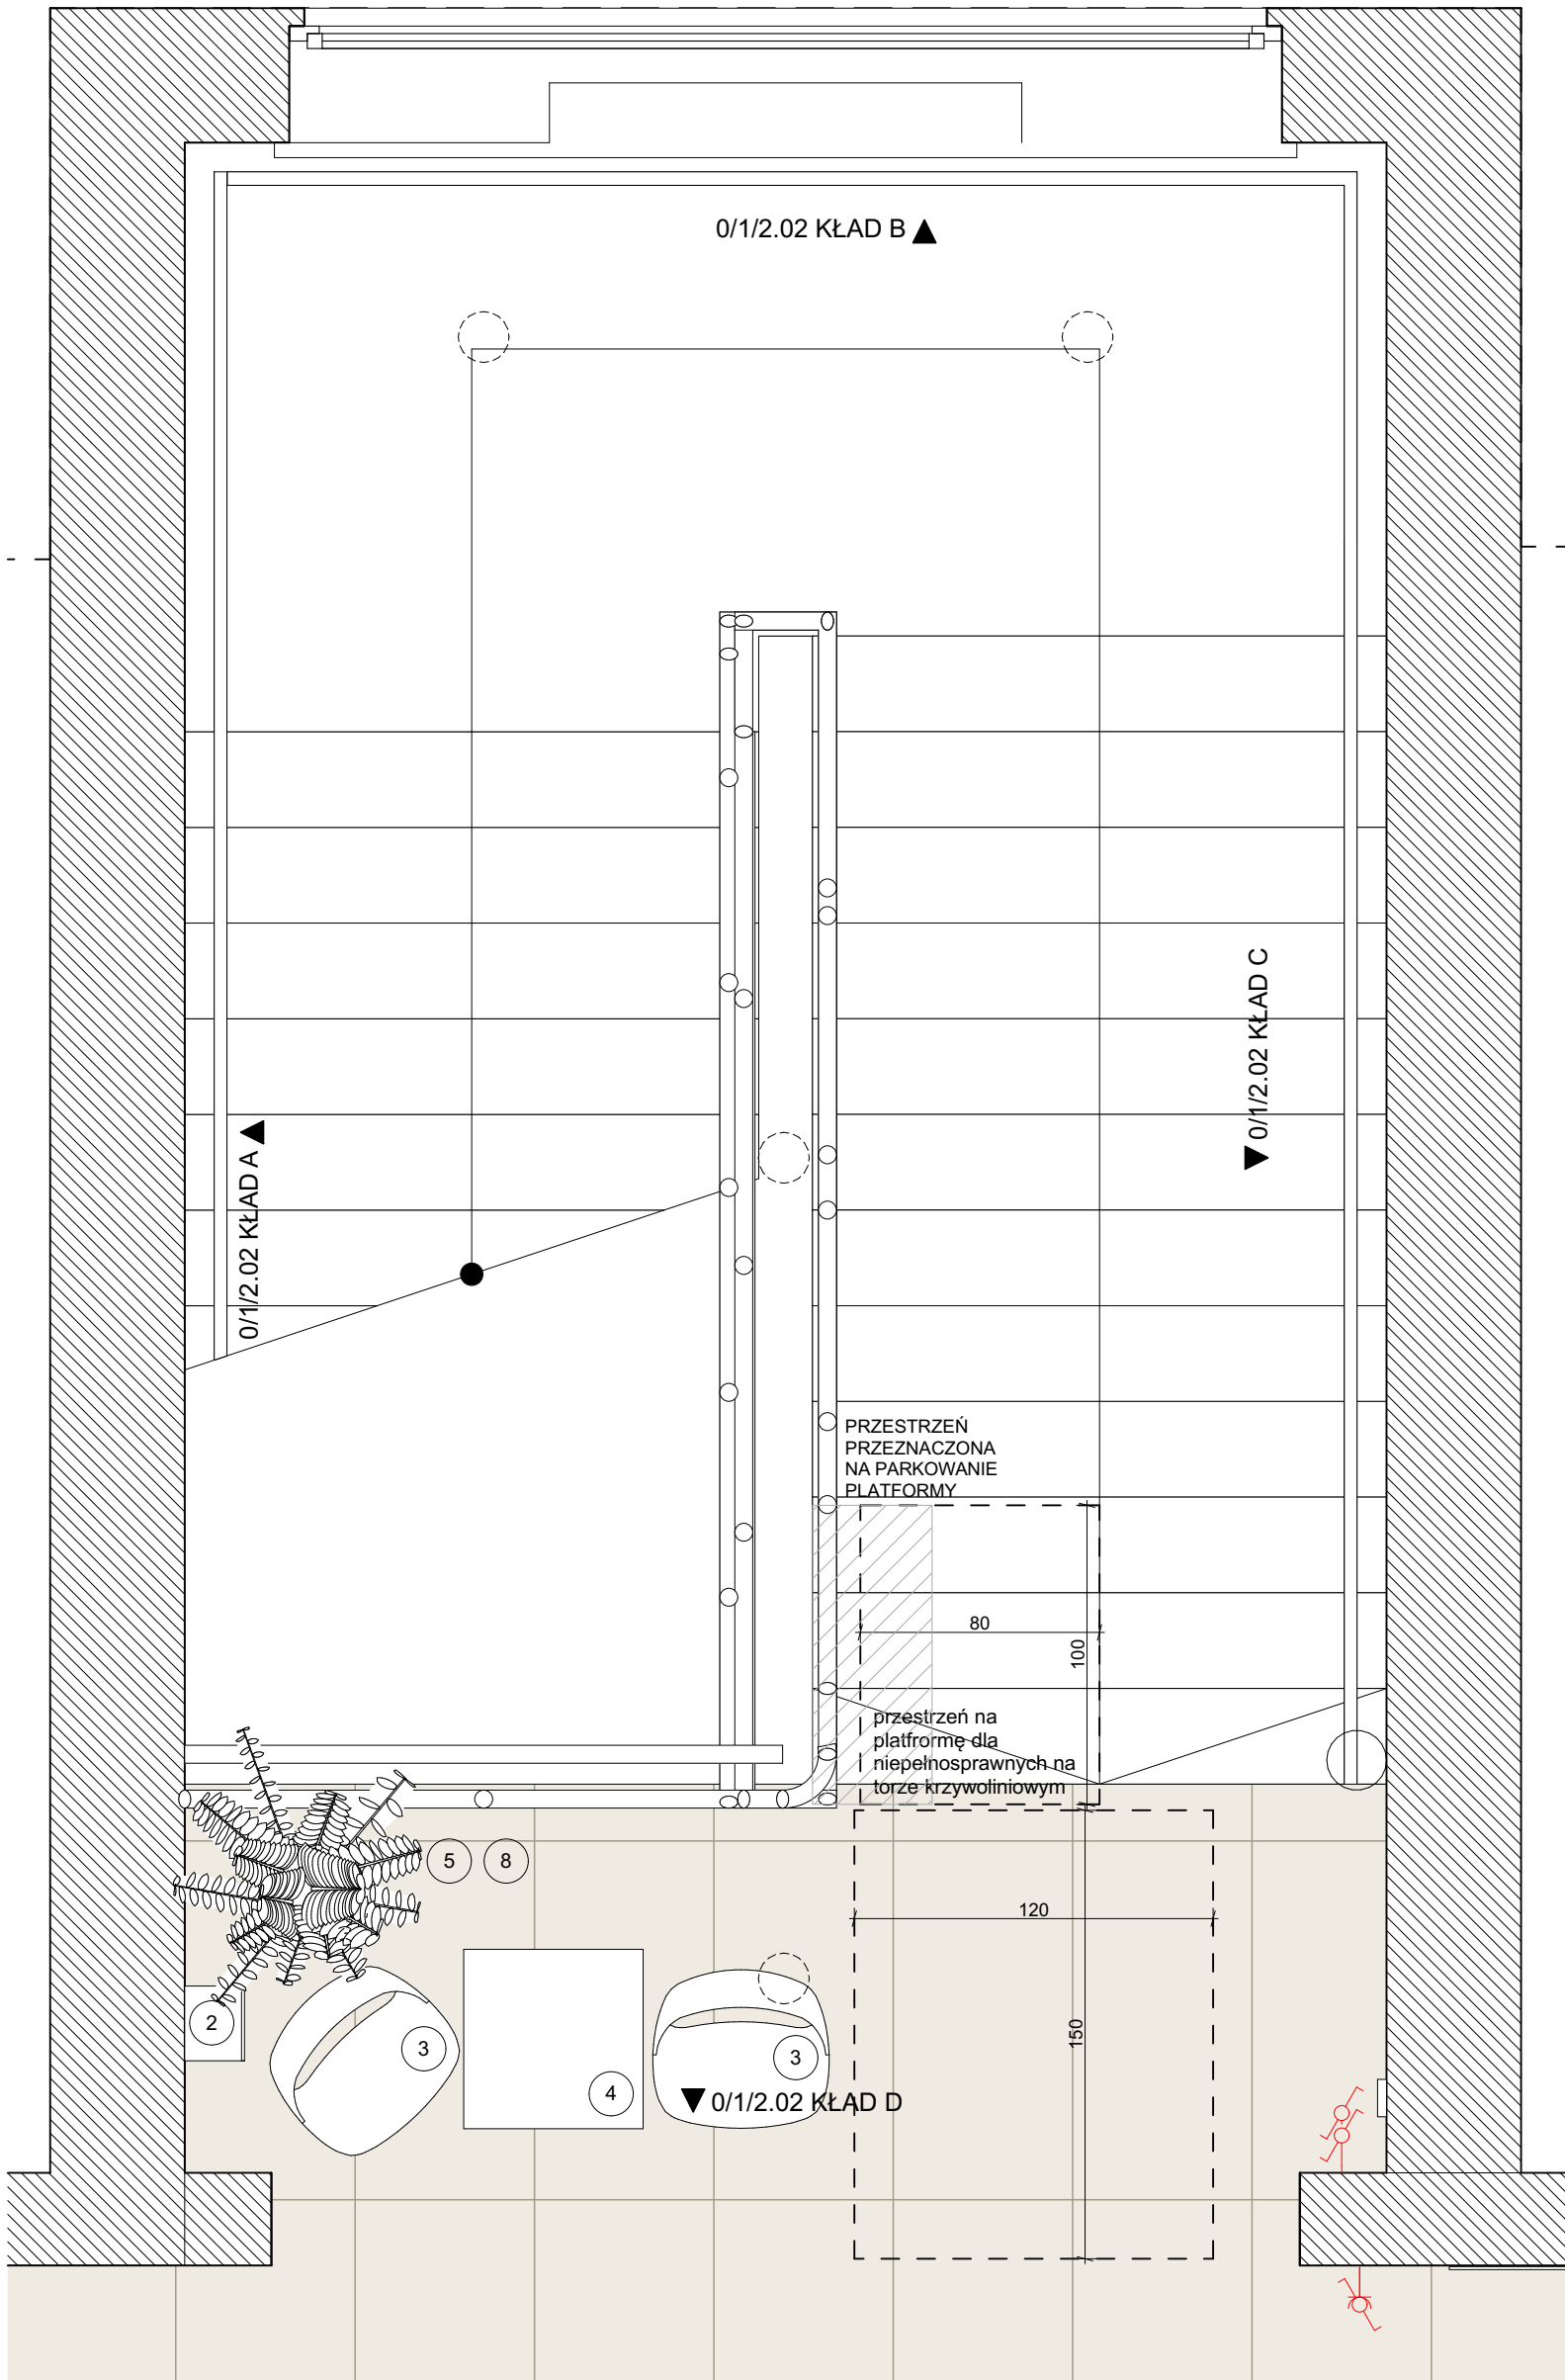 0/1/2.02 KŁAD B
0/1/2.02 KŁAD C
0/1/2.02 KŁAD A
PRZESTRZEŃ
PRZEZNACZONA
NA PARKOWANIE
PLATFORMY
80
100
przestrzeń na
platfrormę dla
niepełnosprawnych na
torze krzywoliniowym
5
8
120
2
3
150
3
4
0/1/2.02 KŁAD D